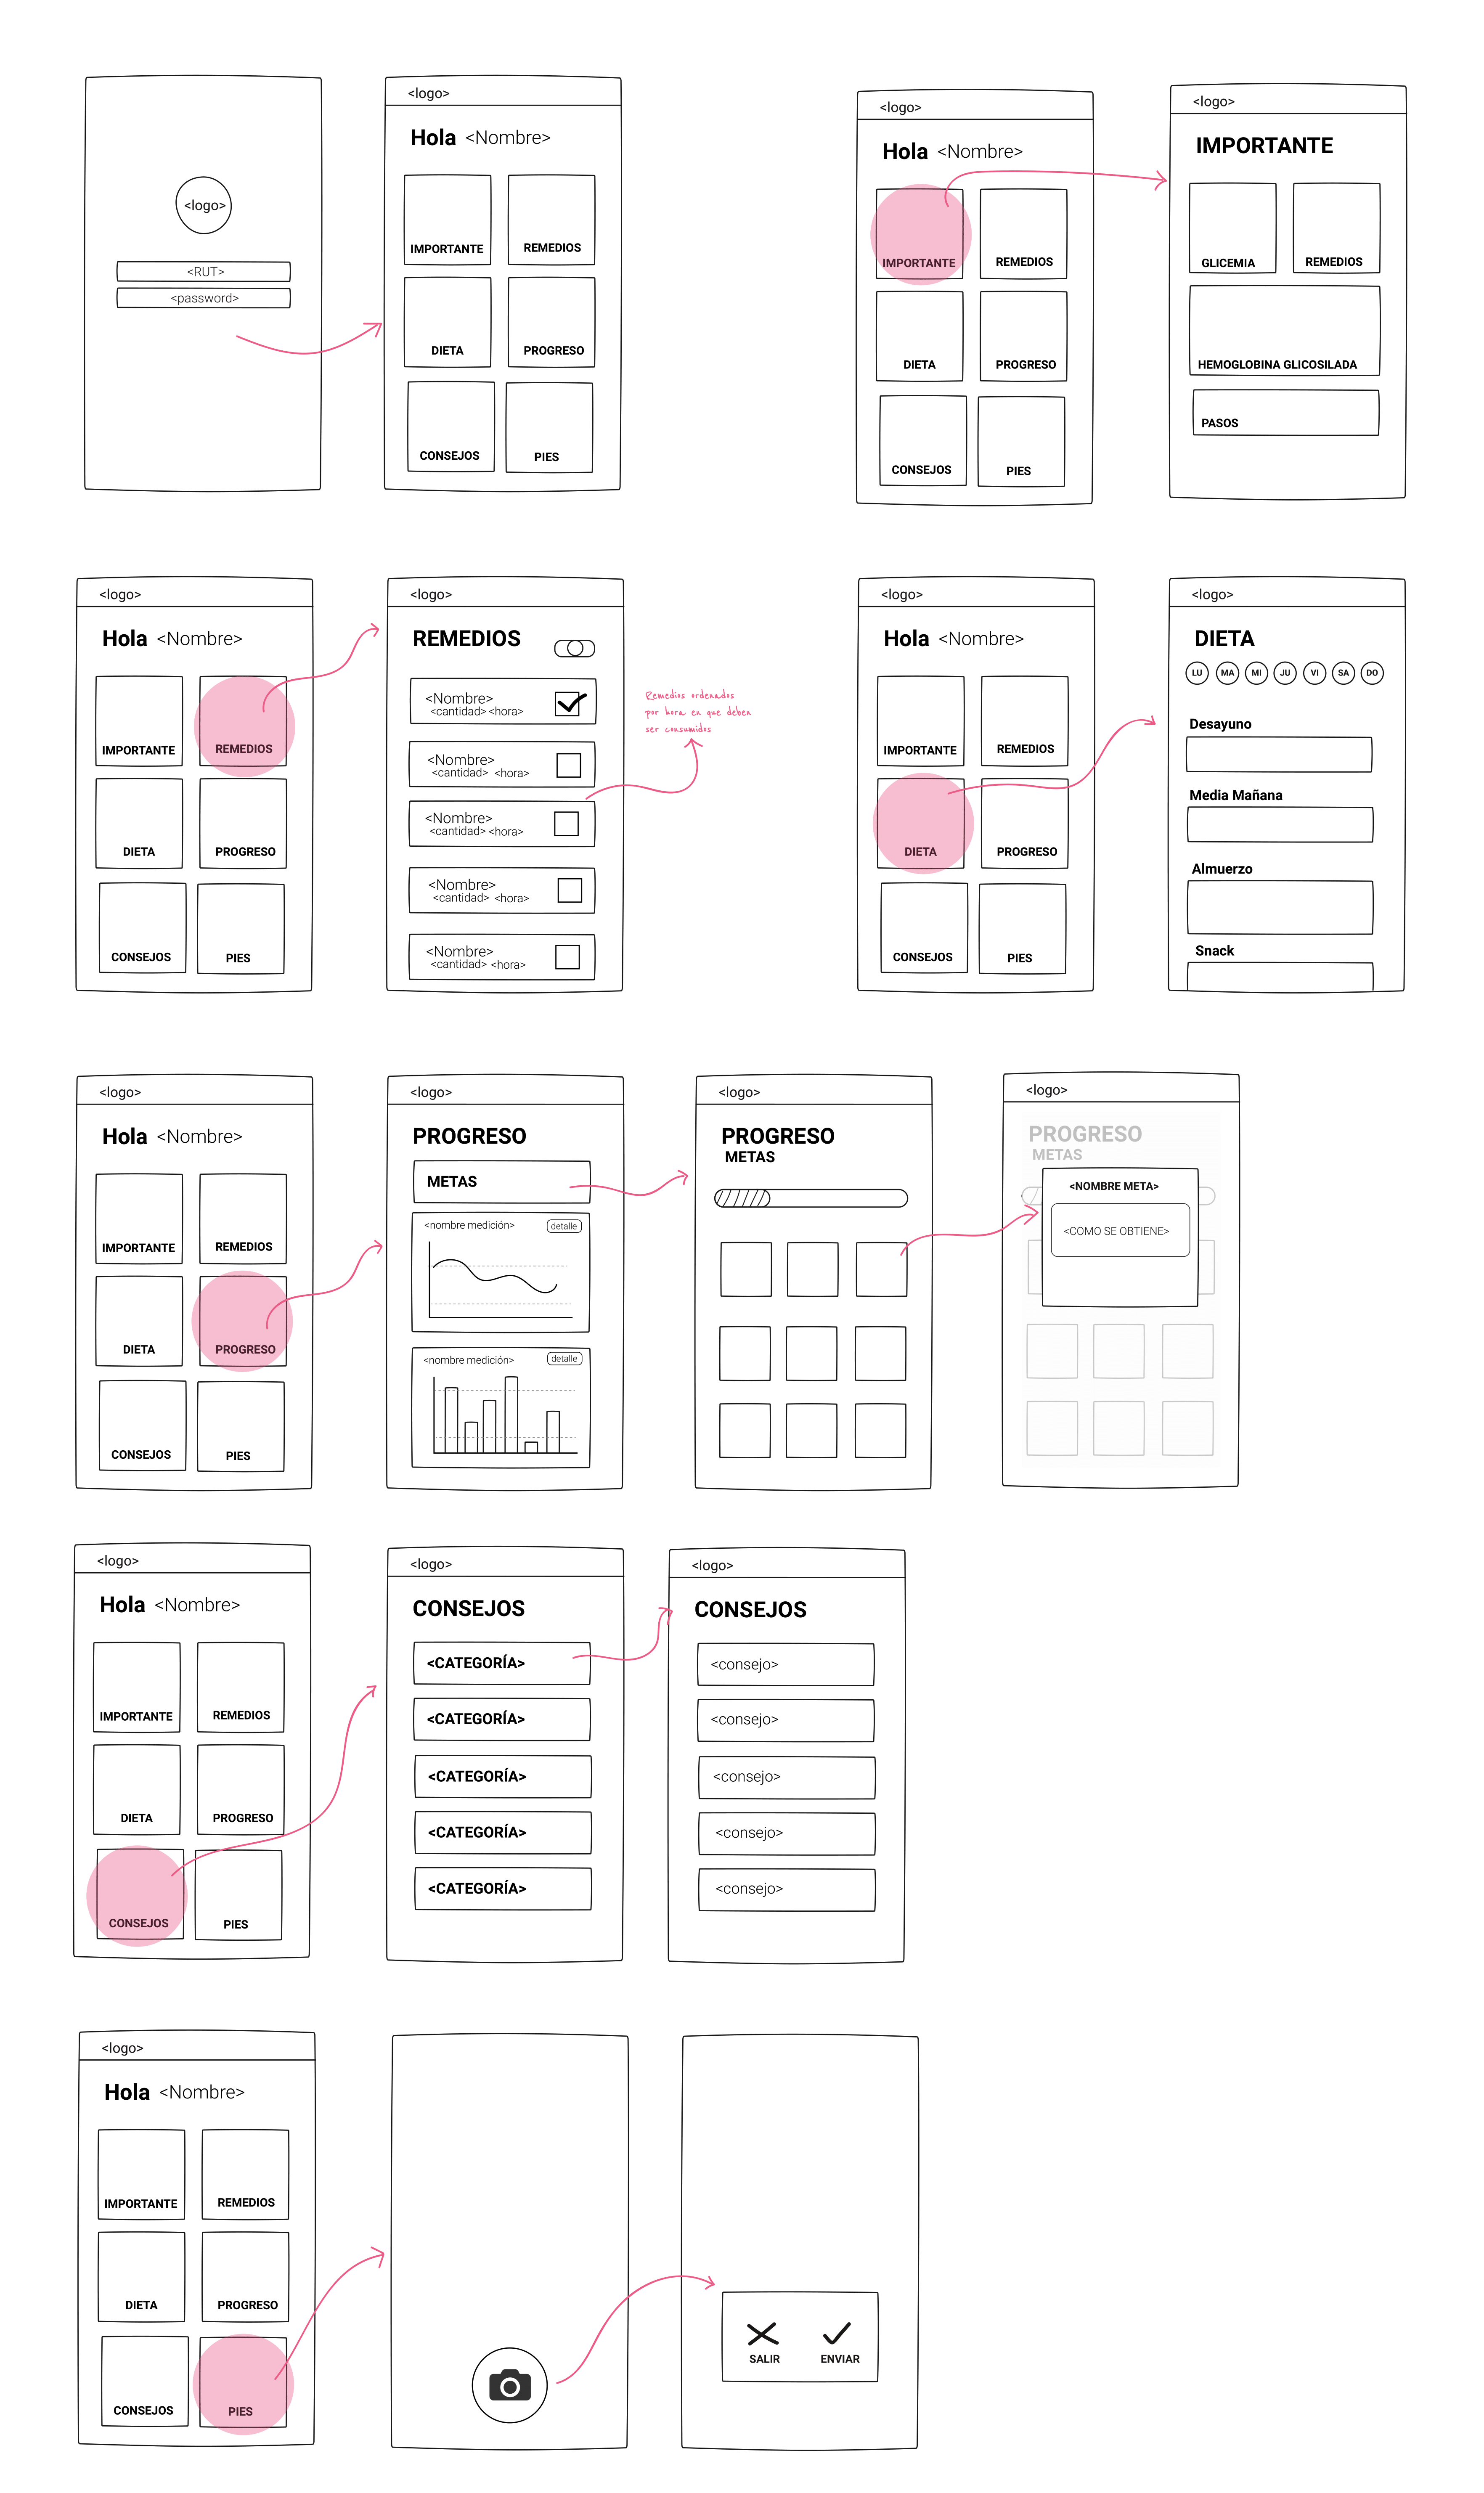 <logo>
<RUT>
<password>
<logo>
Hola <Nombre>
IMPORTANTE REMEDIOS
DIETA PROGRESO
CONSEJOS PIES
<logo>
Hola <Nombre>
IMPORTANTE REMEDIOS
DIETA PROGRESO
CONSEJOS PIES
<logo>
IMPORTANTE
GLICEMIA REMEDIOS
HEMOGLOBINA GLICOSILADA
PASOS
<logo>
Hola <Nombre>
IMPORTANTE REMEDIOS
DIETA PROGRESO
CONSEJOS PIES
<logo>
REMEDIOS
<Nombre>
<cantidad> <hora>
<Nombre>
<cantidad> <hora>
<Nombre>
<cantidad> <hora>
<Nombre>
<cantidad> <hora>
<Nombre>
<cantidad> <hora>
Remedios ordenados
por hora en que deben
ser consumidos
<logo>
Hola <Nombre>
IMPORTANTE REMEDIOS
DIETA PROGRESO
CONSEJOS PIES
<logo>
DIETA
LU MA MI JU VI SA DO
Desayuno
Media Mañana
Almuerzo
Snack
<logo>
Hola <Nombre>
IMPORTANTE REMEDIOS
DIETA PROGRESO
CONSEJOS PIES
<logo>
PROGRESO
METAS
<nombre medición> detalle
<nombre medición> detalle
<logo>
PROGRESO
METAS
<logo>
PROGRESO
METAS
<NOMBRE META>
<COMO SE OBTIENE>
<logo>
Hola <Nombre>
IMPORTANTE REMEDIOS
DIETA PROGRESO
CONSEJOS PIES
<logo>
CONSEJOS
<CATEGORÍA>
<CATEGORÍA>
<CATEGORÍA>
<CATEGORÍA>
<CATEGORÍA>
<logo>
CONSEJOS
<consejo>
<consejo>
<consejo>
<consejo>
<consejo>
<logo>
Hola <Nombre>
IMPORTANTE REMEDIOS
DIETA PROGRESO
CONSEJOS PIES
SALIR ENVIAR